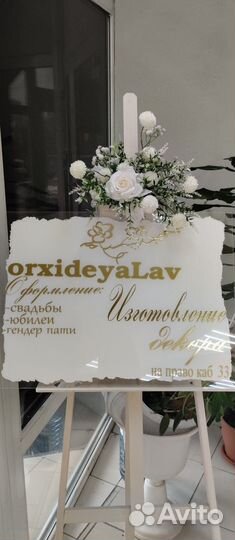 orxideyaLav
Оформление:
-свадьбы
-юбилеи
-гендер пати
Изготовление
декора
на право каб 33
Avito